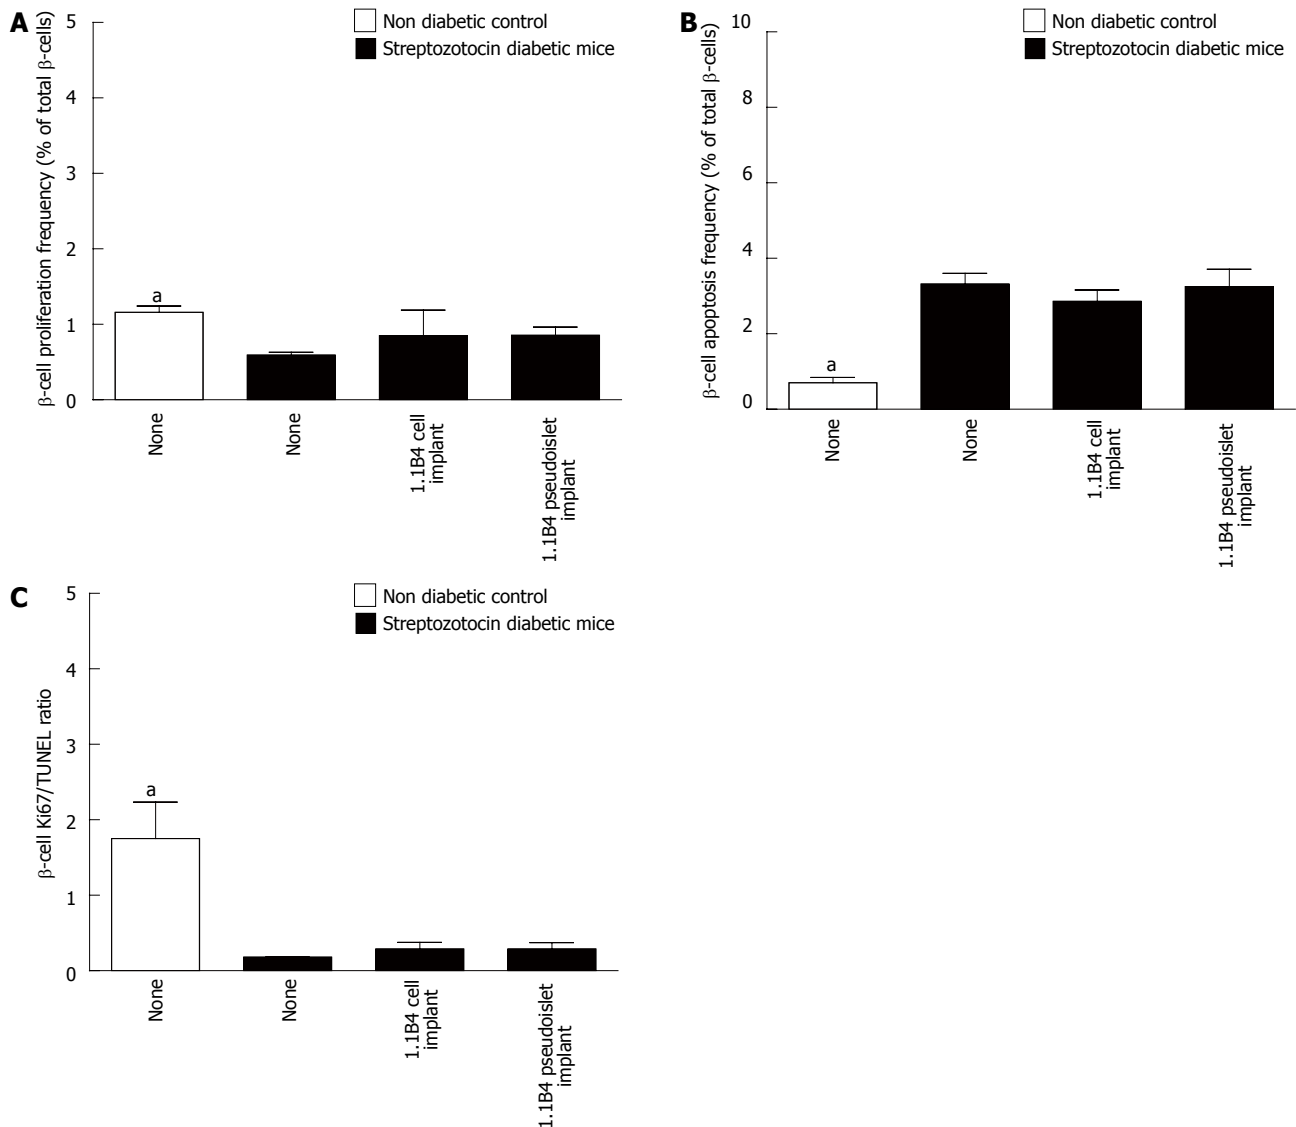 A
Non diabetic control
Streptozotocin diabetic mice
β-cell proliferation frequency (% of total β-cells)
5
4
3
2
1
0
a
None
None
1.1B4 cell
implant
1.1B4 pseudoislet
implant
B
Non diabetic control
Streptozotocin diabetic mice
β-cell apoptosis frequency (% of total β-cells)
10
8
6
4
2
0
a
None
None
1.1B4 cell
implant
1.1B4 pseudoislet
implant
C
Non diabetic control
Streptozotocin diabetic mice
β-cell Ki67/TUNEL ratio
5
4
3
2
1
0
a
None
None
1.1B4 cell
implant
1.1B4 pseudoislet
implant